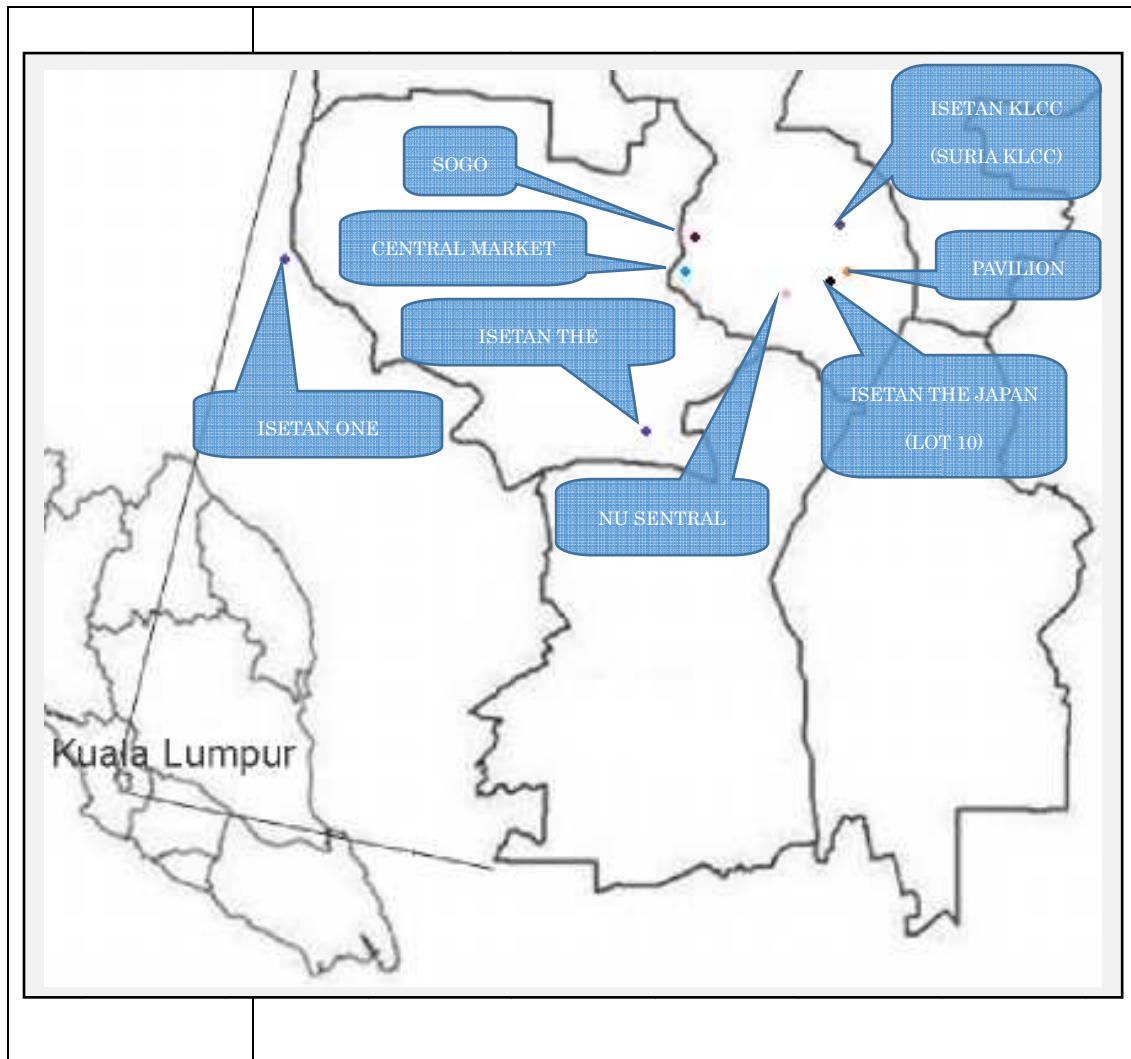 ISETAN KLCC
(SURIA KLCC)
SOGO
CENTRAL MARKET
PAVILION
ISETAN THE
ISETAN THE JAPAN
(LOT 10)
ISETAN ONE
NU SENTRAL
Kuala Lumpur